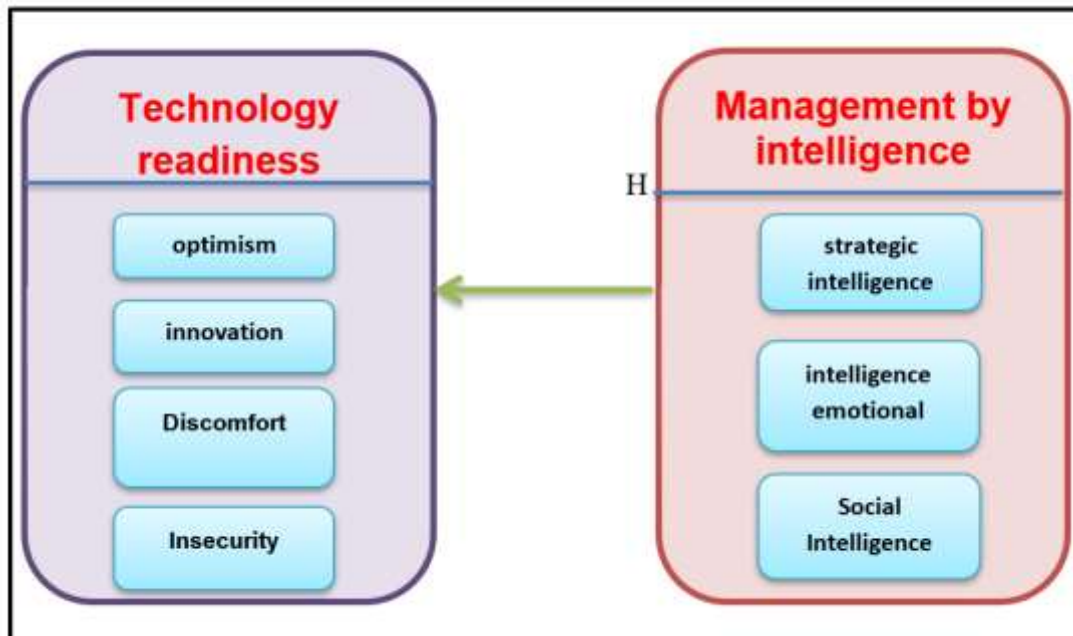 Technology
readiness
optimism
innovation
Discomfort
Insecurity
H
Management by
intelligence
strategic
intelligence
intelligence
emotional
Social
Intelligence